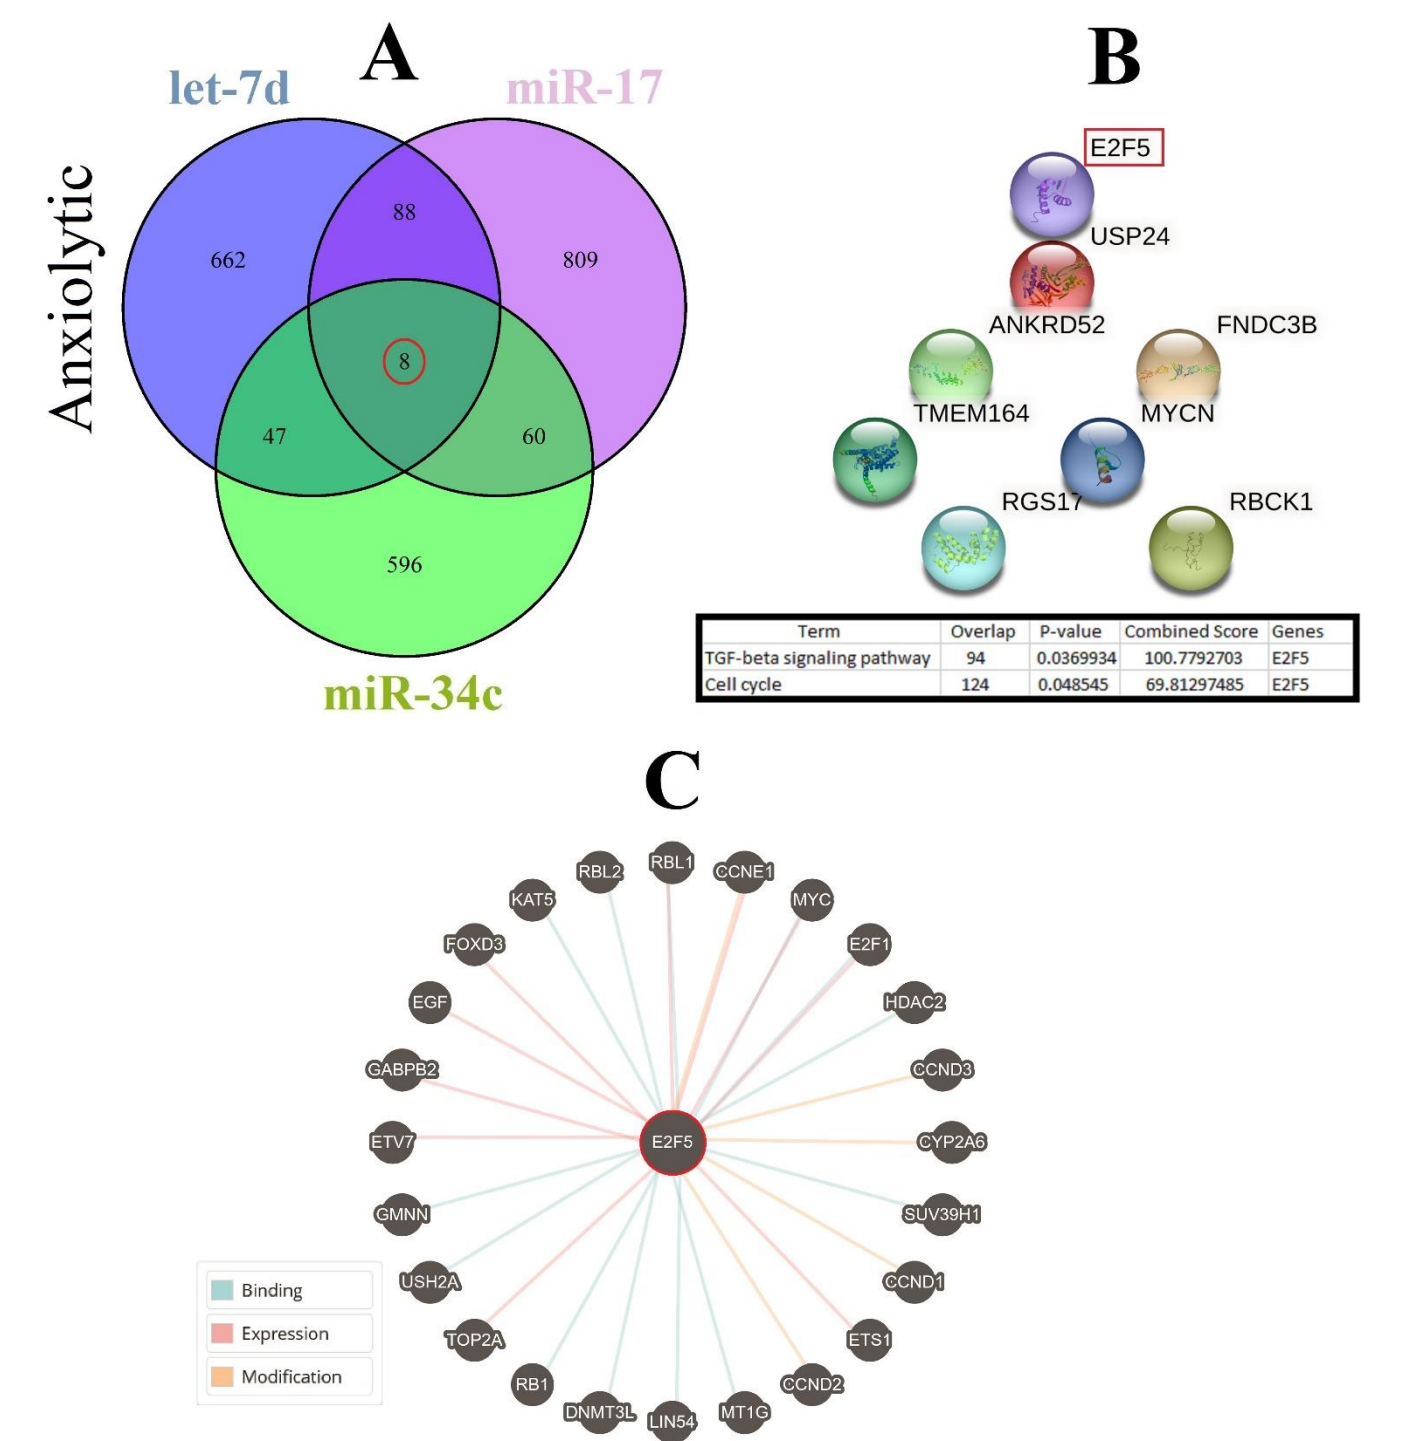 A
let-7d
miR-17
Anxiolytic
88
662
809
8
47
60
596
miR-34c
B
E2F5
USP24
ANKRD52
FNDC3B
TMEM164
MYCN
RGS17
RBCK1
Term Overlap P-value Combined Score Genes
TGF-beta signaling pathway 94 0.0369934 100.7792703 E2F5
Cell cycle 124 0.048545 69.81297485 E2F5
C
RBL1
RBL2
CCNE1
KAT5
MYC
FOXD3
E2F1
EGF
HDAC2
GABPB2
CCND3
ETV7
E2F5
CYP2A6
GMNN
SUV39H1
USH2A
CCND1
TOP2A
ETS1
RB1
CCND2
DNMT3L
LIN54
MT1G
Binding
Expression
Modification